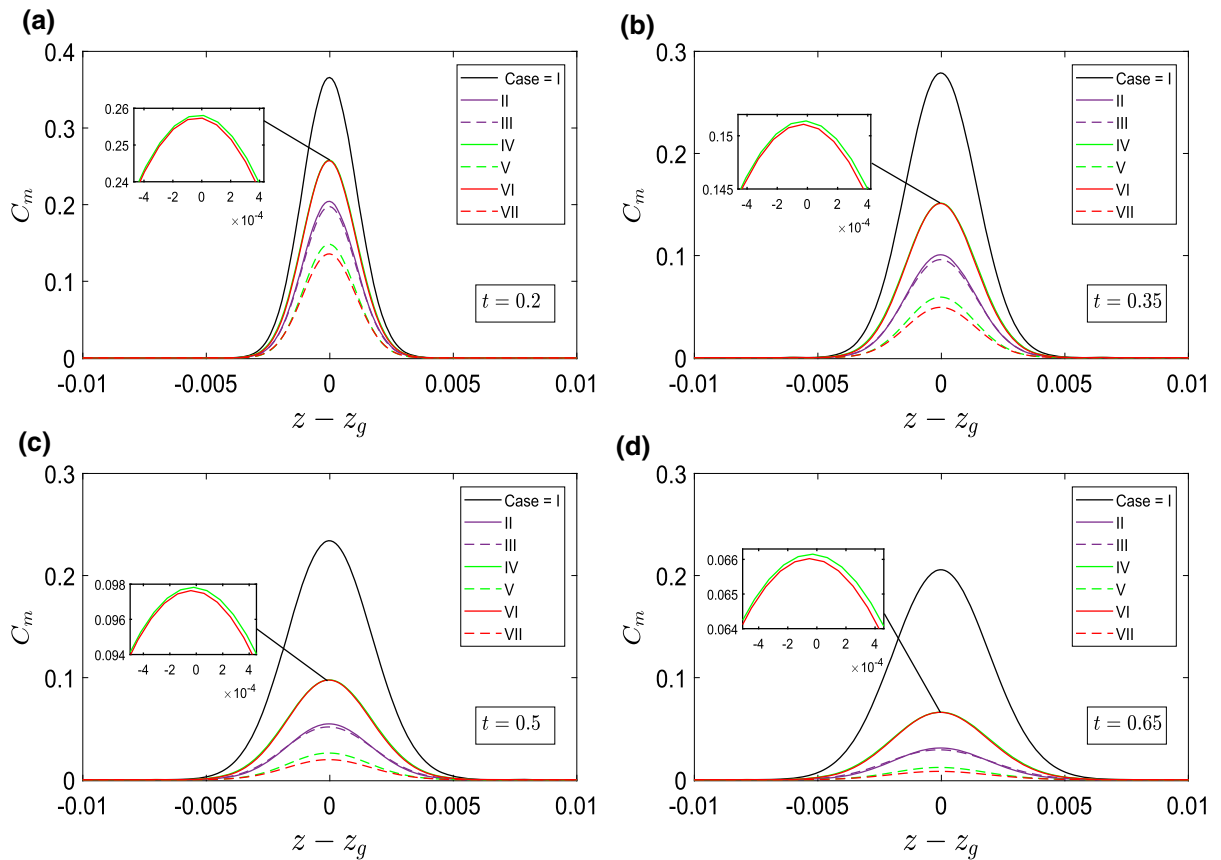 (a)
0.4
0.3
0.2
0.1
0
C_m
-0.01
-0.005
0
0.005
0.01
z − z_g
0.26
0.25
0.24
-4
-2
0
2
4
×10⁻⁴
Case = I
II
III
IV
V
VI
VII
t = 0.2
(b)
0.3
0.2
0.1
0
C_m
-0.01
-0.005
0
0.005
0.01
z − z_g
0.15
0.145
-4
-2
0
2
4
×10⁻⁴
Case = I
II
III
IV
V
VI
VII
t = 0.35
(c)
0.3
0.2
0.1
0
C_m
-0.01
-0.005
0
0.005
0.01
z − z_g
0.098
0.096
0.094
-4
-2
0
2
4
×10⁻⁴
Case = I
II
III
IV
V
VI
VII
t = 0.5
(d)
0.3
0.2
0.1
0
C_m
-0.01
-0.005
0
0.005
0.01
z − z_g
0.066
0.065
0.064
-4
-2
0
2
4
×10⁻⁴
Case = I
II
III
IV
V
VI
VII
t = 0.65